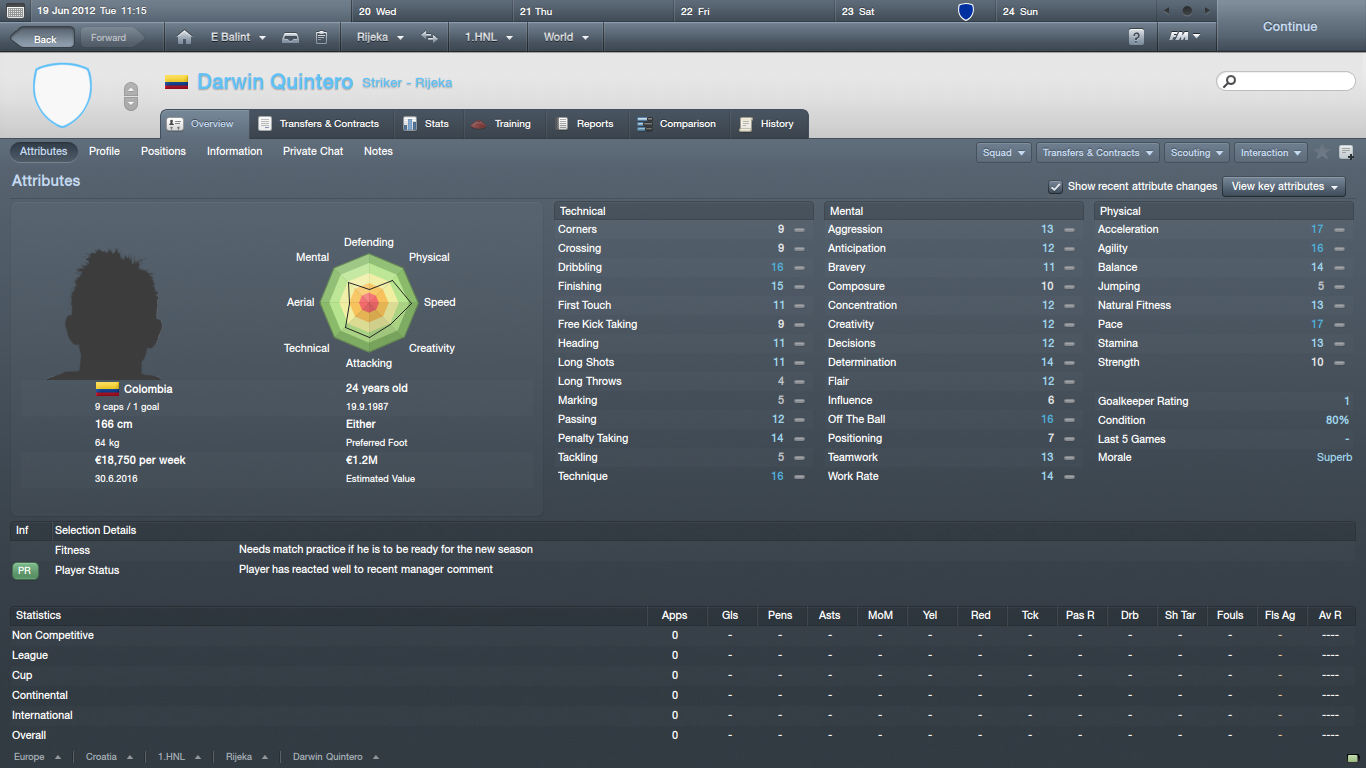 19 Jun 2012 Tue 11:15 20 Wed 21 Thu 22 Fri 23 Sat 24 Sun
Back Forward E Balint Rijeka 1.HNL World ? FM Continue
Darwin Quintero Striker - Rijeka
Overview Transfers & Contracts Stats Training Reports Comparison History
Attributes Profile Positions Information Private Chat Notes Squad Transfers & Contracts Scouting Interaction
Attributes
Show recent attribute changes View key attributes
Technical Mental Physical
Corners 9 Aggression 13 Acceleration 17
Crossing 9 Anticipation 12 Agility 16
Dribbling 16 Bravery 11 Balance 14
Finishing 15 Composure 10 Jumping 5
First Touch 11 Concentration 12 Natural Fitness 13
Free Kick Taking 9 Creativity 12 Pace 17
Heading 11 Decisions 12 Stamina 13
Long Shots 11 Determination 14 Strength 10
Long Throws 4 Flair 12
Marking 5 Influence 6 Goalkeeper Rating 1
Passing 12 Off The Ball 16 Condition 80%
Penalty Taking 14 Positioning 7 Last 5 Games -
Tackling 5 Teamwork 13 Morale Superb
Technique 16 Work Rate 14
Defending
Mental Physical
Aerial Speed
Technical Creativity
Attacking
Colombia 24 years old
9 caps / 1 goal 19.9.1987
166 cm Either
64 kg Preferred Foot
€18,750 per week €1.2M
30.6.2016 Estimated Value
Inf Selection Details
Fitness Needs match practice if he is to be ready for the new season
PR Player Status Player has reacted well to recent manager comment
Statistics Apps Gls Pens Asts MoM Yel Red Tck Pas R Drb Sh Tar Fouls Fls Ag Av R
Non Competitive 0 - - - - - - - - - - - - ----
League 0 - - - - - - - - - - - - ----
Cup 0 - - - - - - - - - - - - ----
Continental 0 - - - - - - - - - - - - ----
International 0 - - - - - - - - - - - - ----
Overall 0 - - - - - - - - - - - - ----
Europe Croatia 1.HNL Rijeka Darwin Quintero